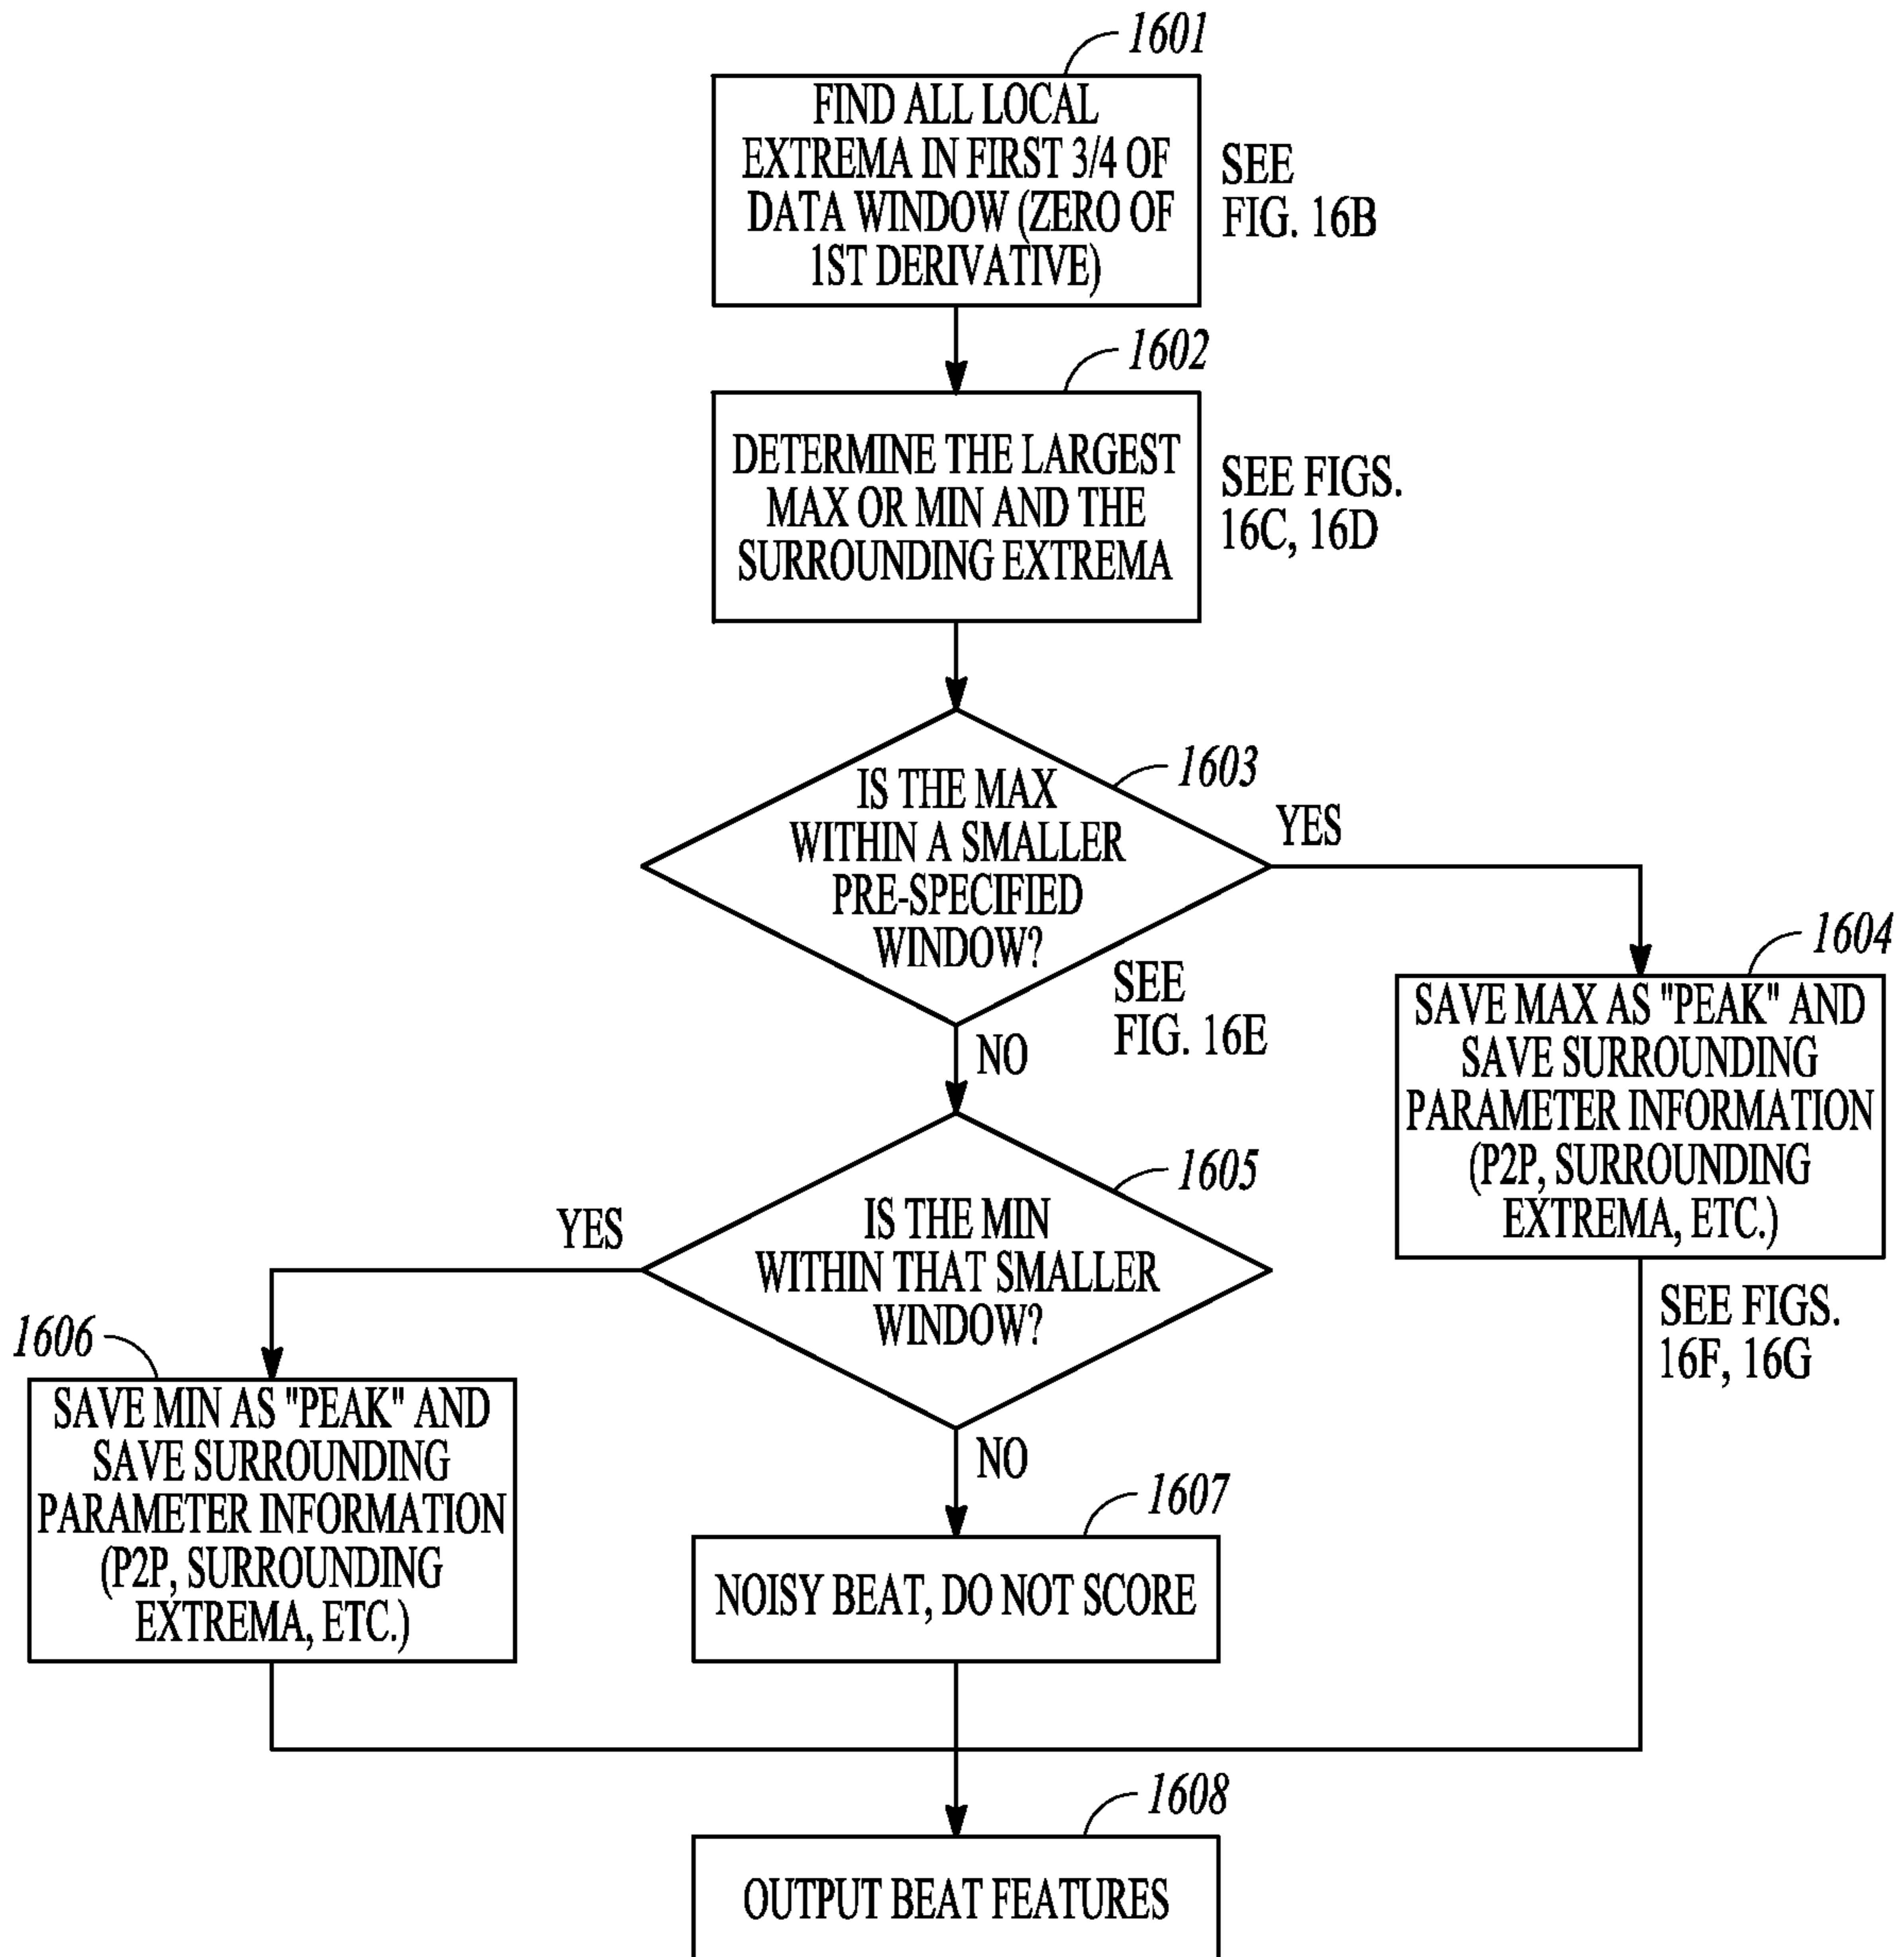 1601
FIND ALL LOCAL
EXTREMA IN FIRST 3/4 OF
DATA WINDOW (ZERO OF
1ST DERIVATIVE)
SEE
FIG. 16B
1602
DETERMINE THE LARGEST
MAX OR MIN AND THE
SURROUNDING EXTREMA
SEE FIGS.
16C, 16D
1603
IS THE MAX
WITHIN A SMALLER
PRE-SPECIFIED
WINDOW?
YES
SEE
FIG. 16E
NO
1604
SAVE MAX AS "PEAK" AND
SAVE SURROUNDING
PARAMETER INFORMATION
(P2P, SURROUNDING
EXTREMA, ETC.)
SEE FIGS.
16F, 16G
1605
IS THE MIN
WITHIN THAT SMALLER
WINDOW?
YES
NO
1606
SAVE MIN AS "PEAK" AND
SAVE SURROUNDING
PARAMETER INFORMATION
(P2P, SURROUNDING
EXTREMA, ETC.)
1607
NOISY BEAT, DO NOT SCORE
1608
OUTPUT BEAT FEATURES